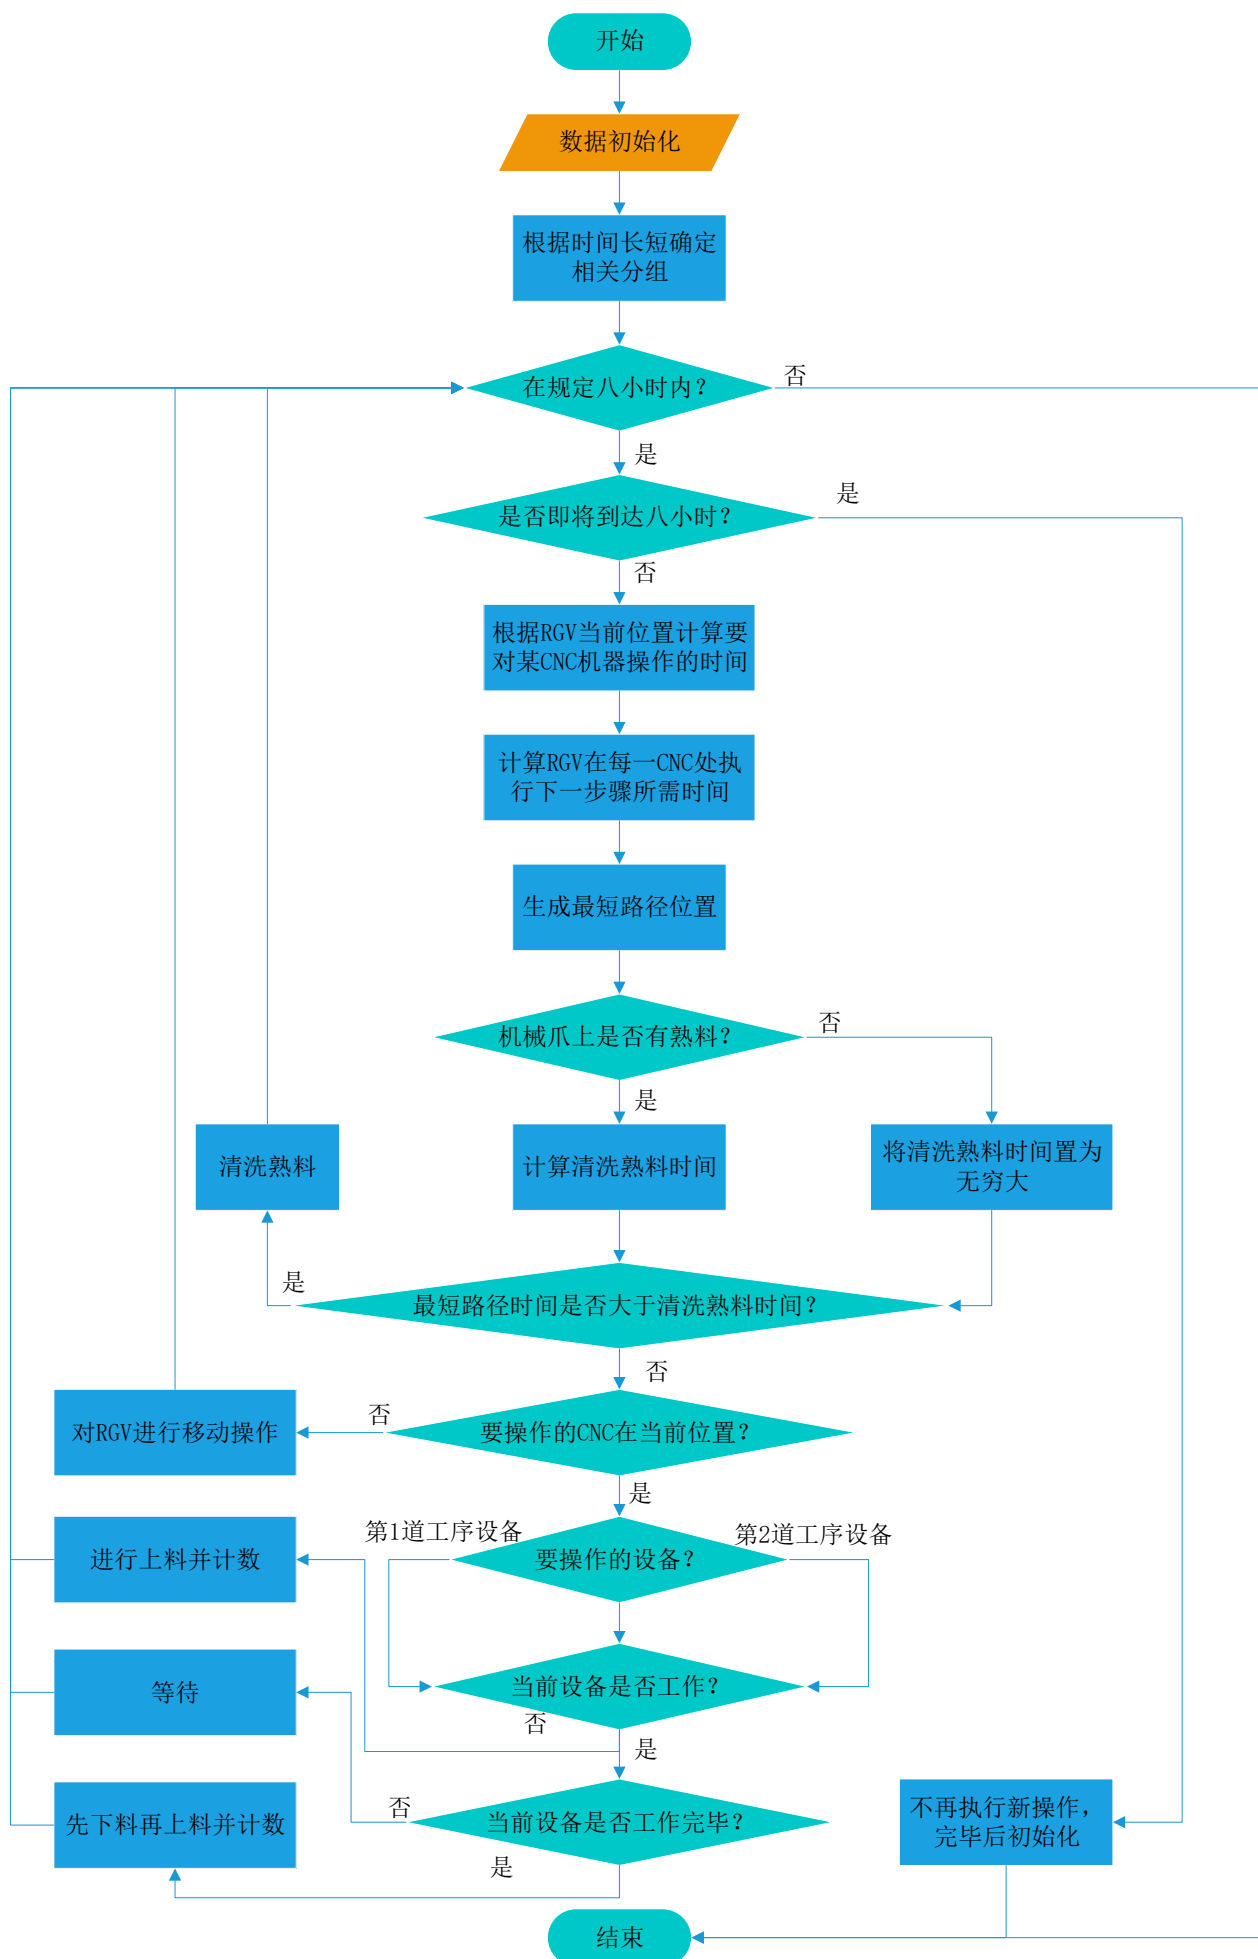 开始
数据初始化
根据时间长短确定
相关分组
在规定八小时内？
否
是
是否即将到达八小时？
是
否
根据RGV当前位置计算要
对某CNC机器操作的时间
计算RGV在每一CNC处执
行下一步骤所需时间
生成最短路径位置
机械爪上是否有熟料？
否
是
清洗熟料
计算清洗熟料时间
将清洗熟料时间置为
无穷大
是
最短路径时间是否大于清洗熟料时间？
否
对RGV进行移动操作
否
要操作的CNC在当前位置？
是
第1道工序设备
第2道工序设备
进行上料并计数
要操作的设备？
等待
当前设备是否工作？
否
是
先下料再上料并计数
否
当前设备是否工作完毕？
不再执行新操作，
完毕后初始化
是
结束